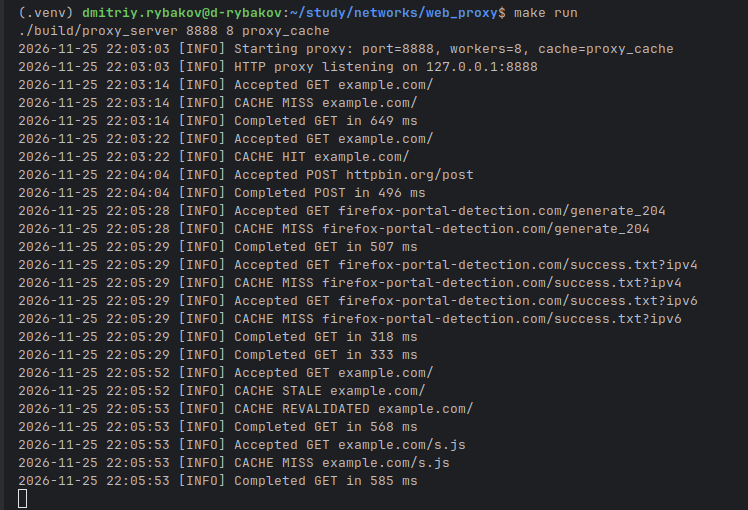 (.venv) dmitriy.rybakov@d-rybakov:~/study/networks/web_proxy$ make run
./build/proxy_server 8888 8 proxy_cache
2026-11-25 22:03:03 [INFO] Starting proxy: port=8888, workers=8, cache=proxy_cache
2026-11-25 22:03:03 [INFO] HTTP proxy listening on 127.0.0.1:8888
2026-11-25 22:03:14 [INFO] Accepted GET example.com/
2026-11-25 22:03:14 [INFO] CACHE MISS example.com/
2026-11-25 22:03:14 [INFO] Completed GET in 649 ms
2026-11-25 22:03:22 [INFO] Accepted GET example.com/
2026-11-25 22:03:22 [INFO] CACHE HIT example.com/
2026-11-25 22:04:04 [INFO] Accepted POST httpbin.org/post
2026-11-25 22:04:04 [INFO] Completed POST in 496 ms
2026-11-25 22:05:28 [INFO] Accepted GET firefox-portal-detection.com/generate_204
2026-11-25 22:05:28 [INFO] CACHE MISS firefox-portal-detection.com/generate_204
2026-11-25 22:05:29 [INFO] Completed GET in 507 ms
2026-11-25 22:05:29 [INFO] Accepted GET firefox-portal-detection.com/success.txt?ipv4
2026-11-25 22:05:29 [INFO] CACHE MISS firefox-portal-detection.com/success.txt?ipv4
2026-11-25 22:05:29 [INFO] Accepted GET firefox-portal-detection.com/success.txt?ipv6
2026-11-25 22:05:29 [INFO] CACHE MISS firefox-portal-detection.com/success.txt?ipv6
2026-11-25 22:05:29 [INFO] Completed GET in 318 ms
2026-11-25 22:05:29 [INFO] Completed GET in 333 ms
2026-11-25 22:05:52 [INFO] Accepted GET example.com/
2026-11-25 22:05:52 [INFO] CACHE STALE example.com/
2026-11-25 22:05:53 [INFO] CACHE REVALIDATED example.com/
2026-11-25 22:05:53 [INFO] Completed GET in 568 ms
2026-11-25 22:05:53 [INFO] Accepted GET example.com/s.js
2026-11-25 22:05:53 [INFO] CACHE MISS example.com/s.js
2026-11-25 22:05:53 [INFO] Completed GET in 585 ms